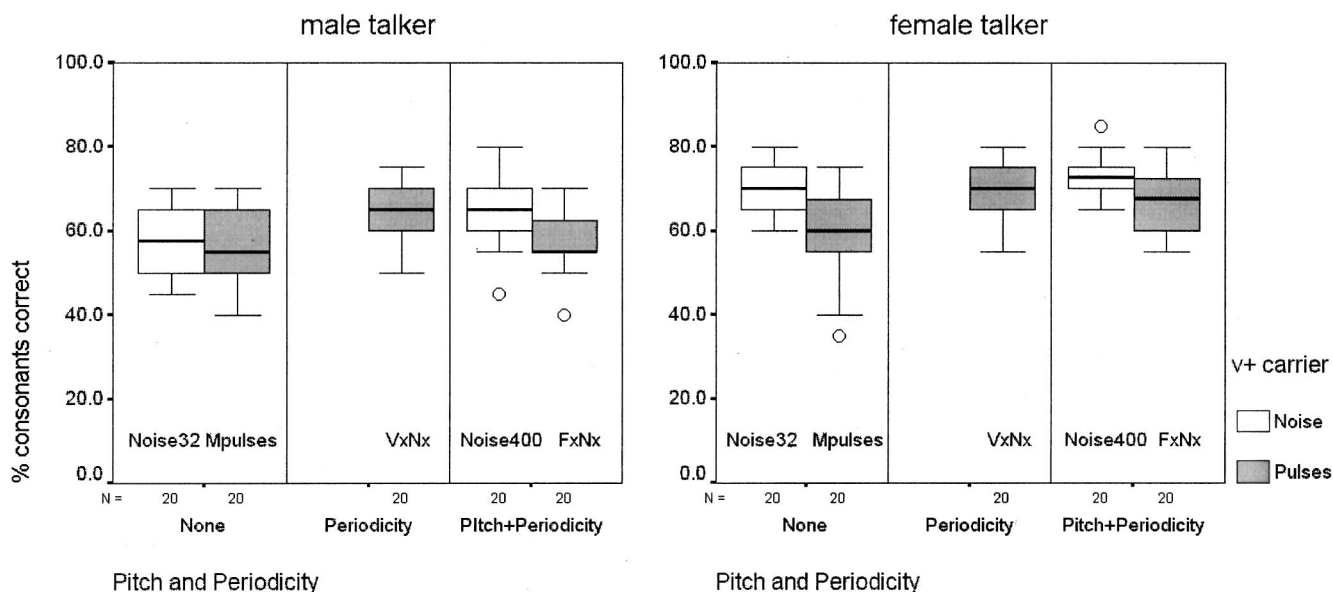 male talker
% consonants correct
100.0
80.0
60.0
40.0
20.0
0.0
Noise32 Mpulses VxNx Noise400 FxNx
N = 20 20 20 20 20
None Periodicity PItch+Periodicity
Pitch and Periodicity
female talker
100.0
80.0
60.0
40.0
20.0
0.0
Noise32 Mpulses VxNx Noise400 FxNx
N = 20 20 20 20 20
None Periodicity Pitch+Periodicity
Pitch and Periodicity
v+ carrier
Noise
Pulses